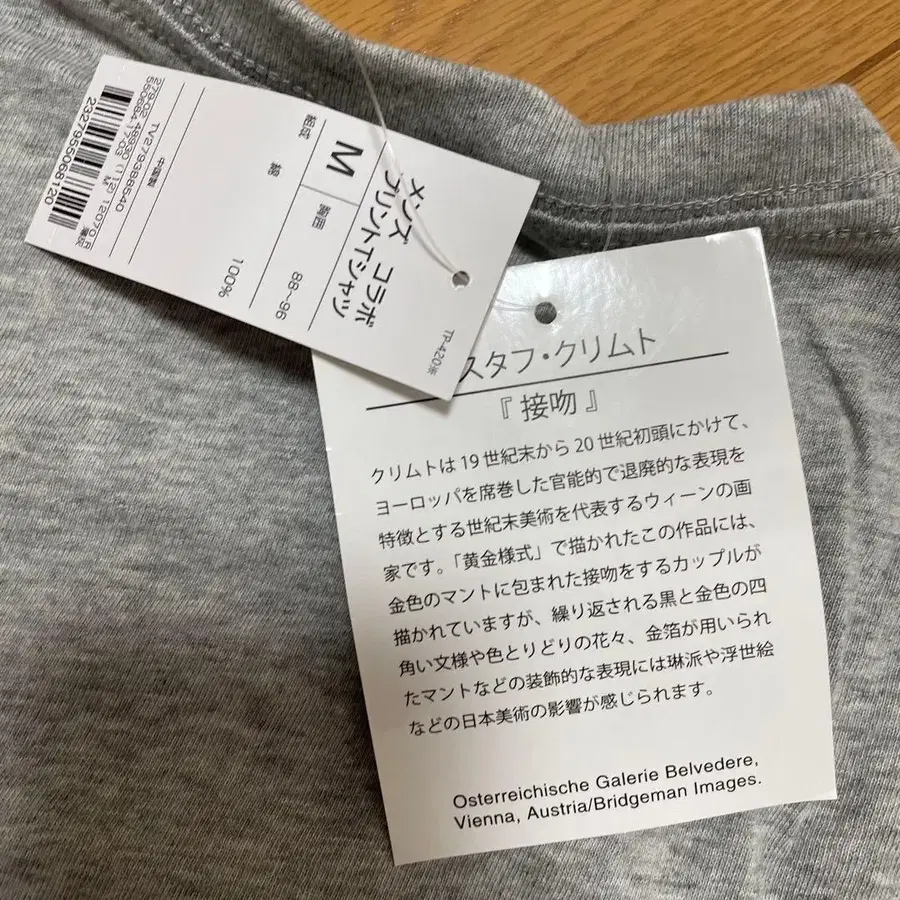 メンズ コラボ
プリントTシャツ
M
胸囲
88~96
組成
綿
100%
中国製
TV279388640
2327955068120
スタフ・クリムト
『 接吻 』
クリムトは 19 世紀末から 20 世紀初頭にかけて、
ヨーロッパを席巻した官能的で退廃的な表現を
特徴とする世紀末美術を代表するウィーンの画
家です。「黄金様式」で描かれたこの作品には、
金色のマントに包まれた接吻をするカップルが
描かれていますが、繰り返される黒と金色の四
角い文様や色とりどりの花々、金箔が用いられ
たマントなどの装飾的な表現には琳派や浮世絵
などの日本美術の影響が感じられます。
Osterreichische Galerie Belvedere,
Vienna, Austria/Bridgeman Images.